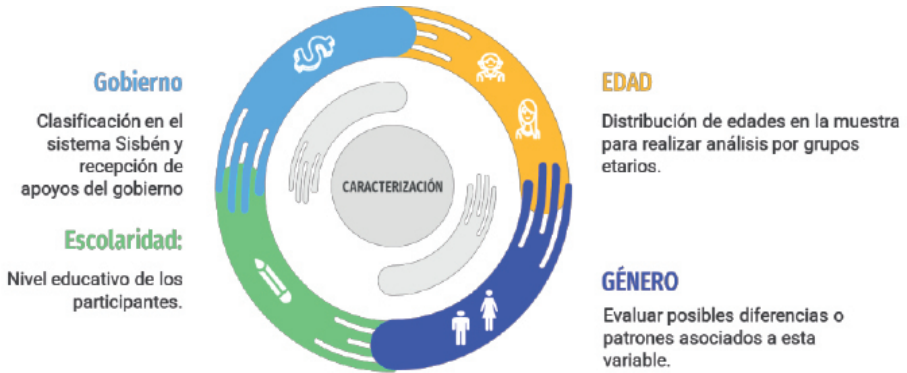 Gobierno
Clasificación en el
sistema Sisbén y
recepción de
apoyos del gobierno
Escolaridad:
Nivel educativo de los
participantes.
CARACTERIZACIÓN
EDAD
Distribución de edades en la muestra
para realizar análisis por grupos
etarios.
GÉNERO
Evaluar posibles diferencias o
patrones asociados a esta
variable.